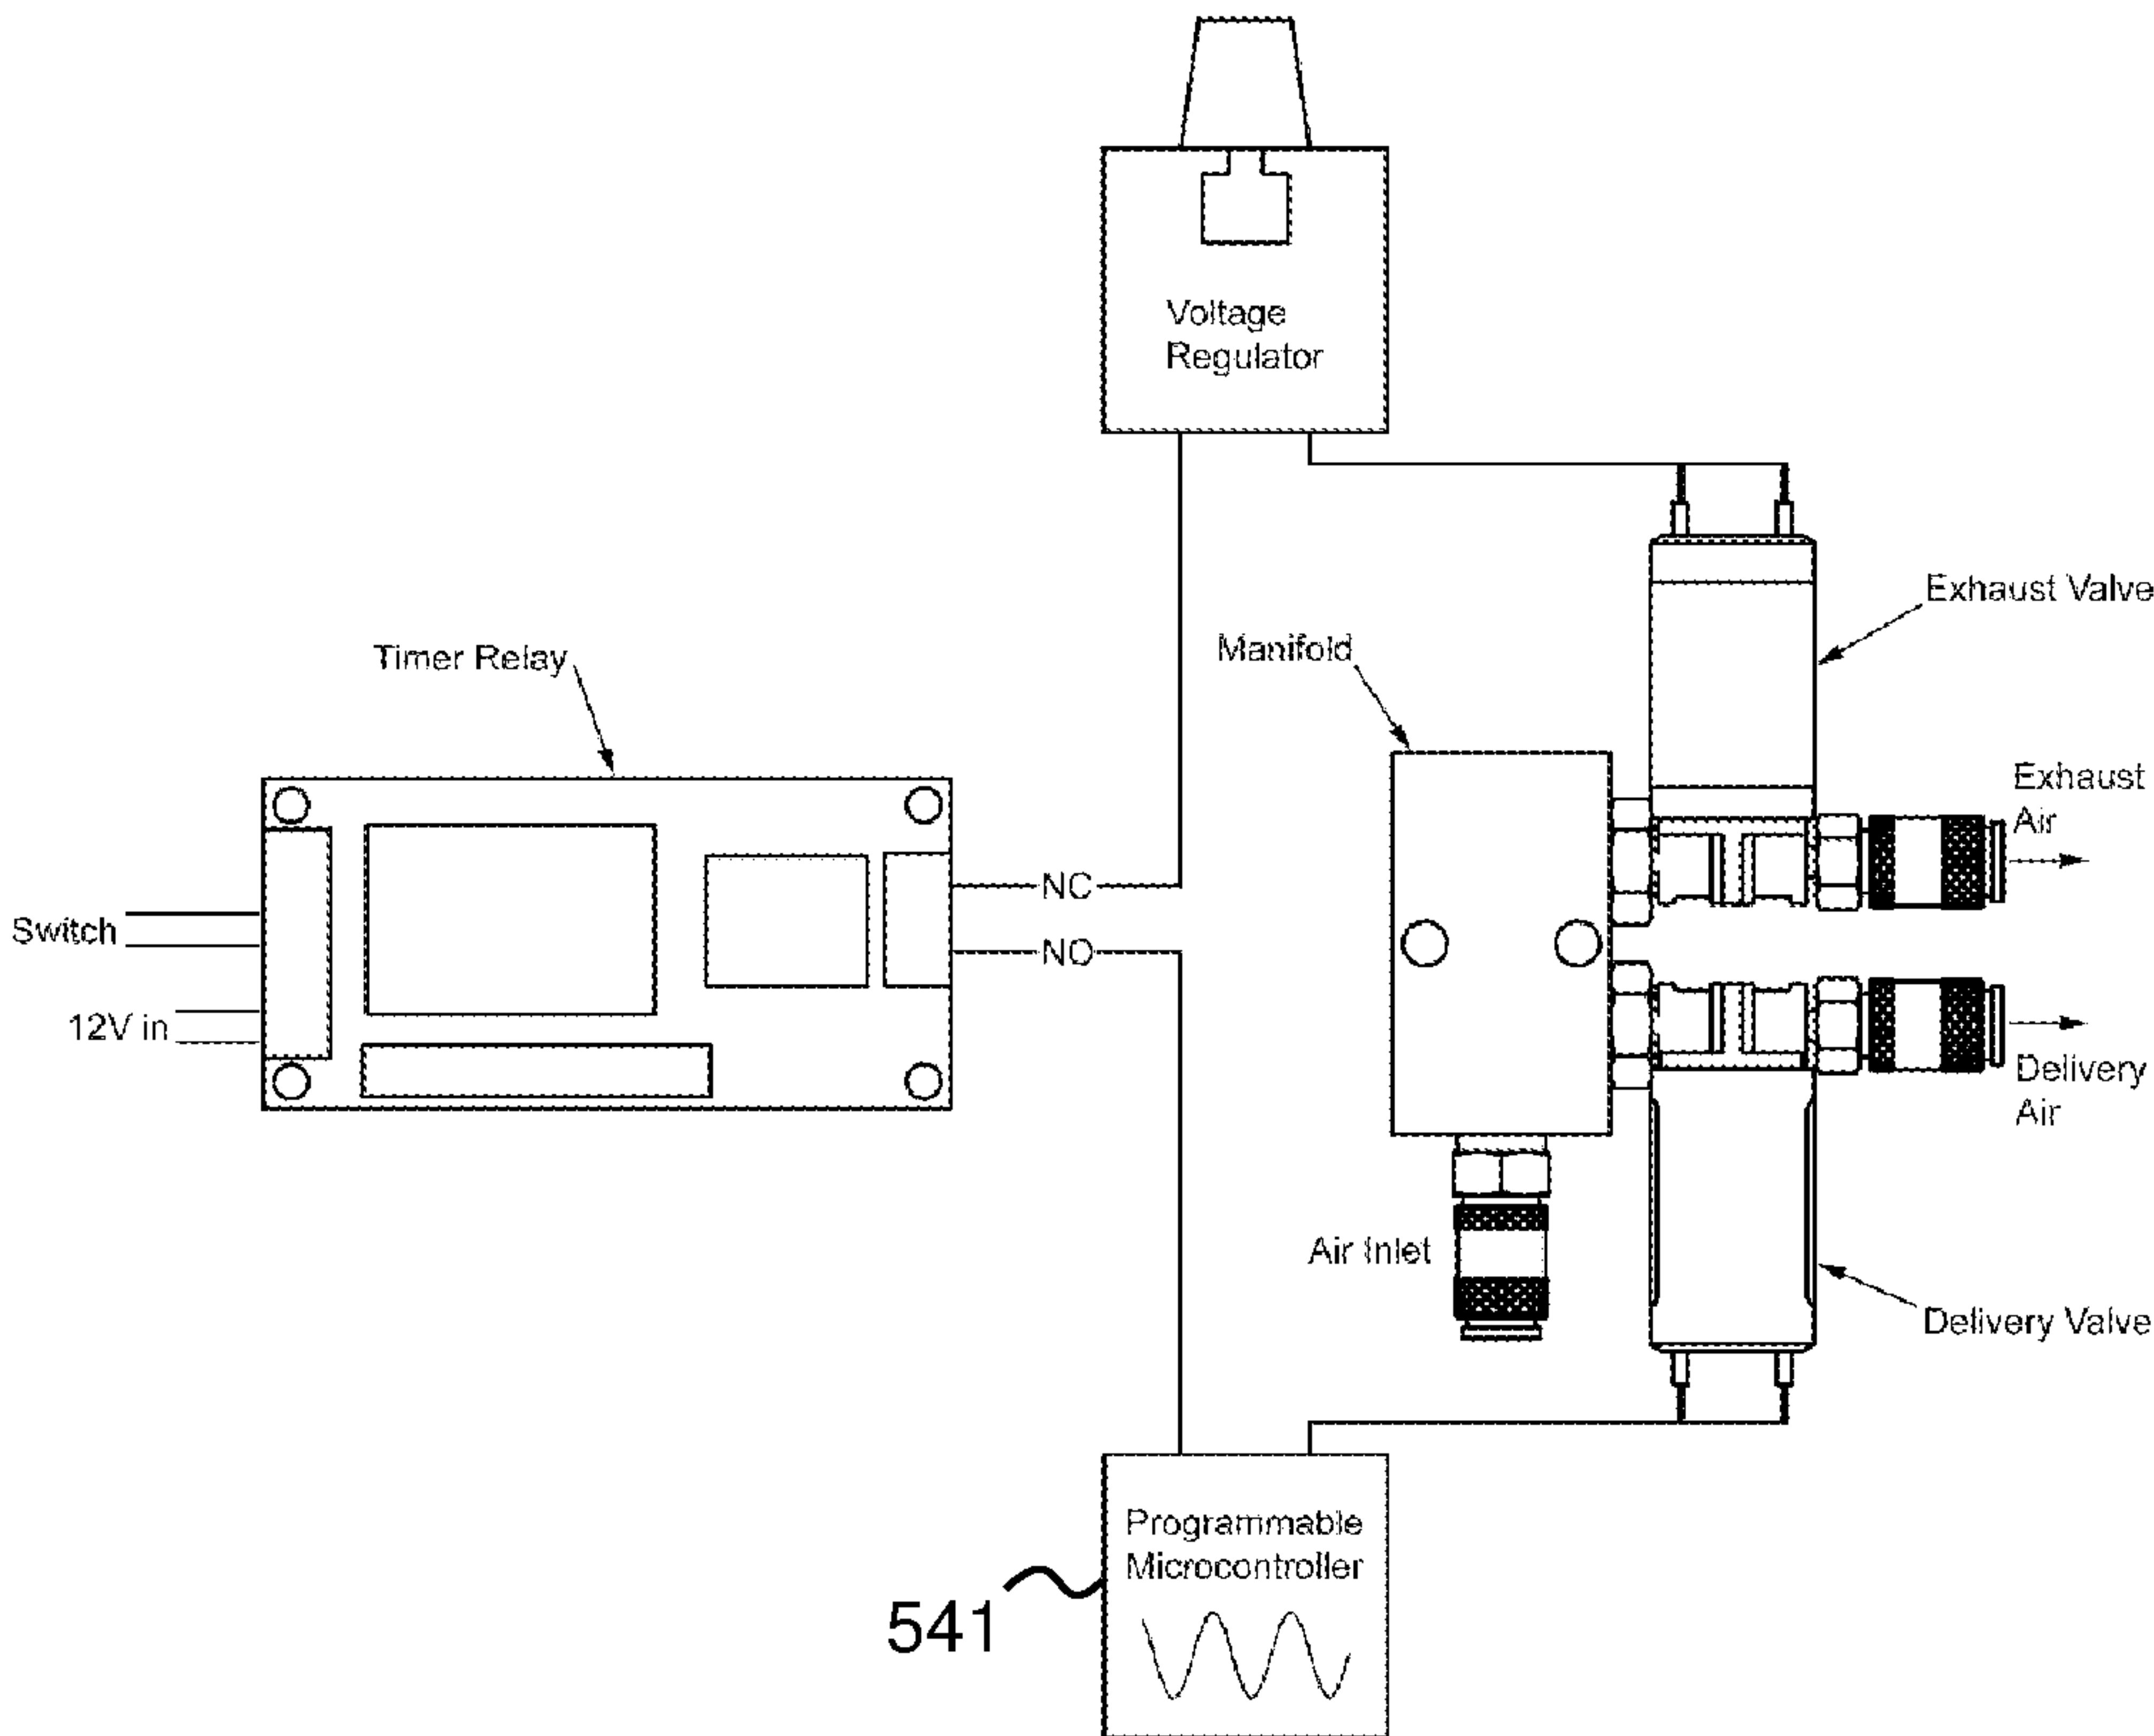 Voltage
Regulator
Exhaust Valve
Timer Relay
Manifold
Exhaust
Air
NC
Switch
NO
12V in
Delivery
Air
Air Inlet
Delivery Valve
Programmable
Microcontroller
541